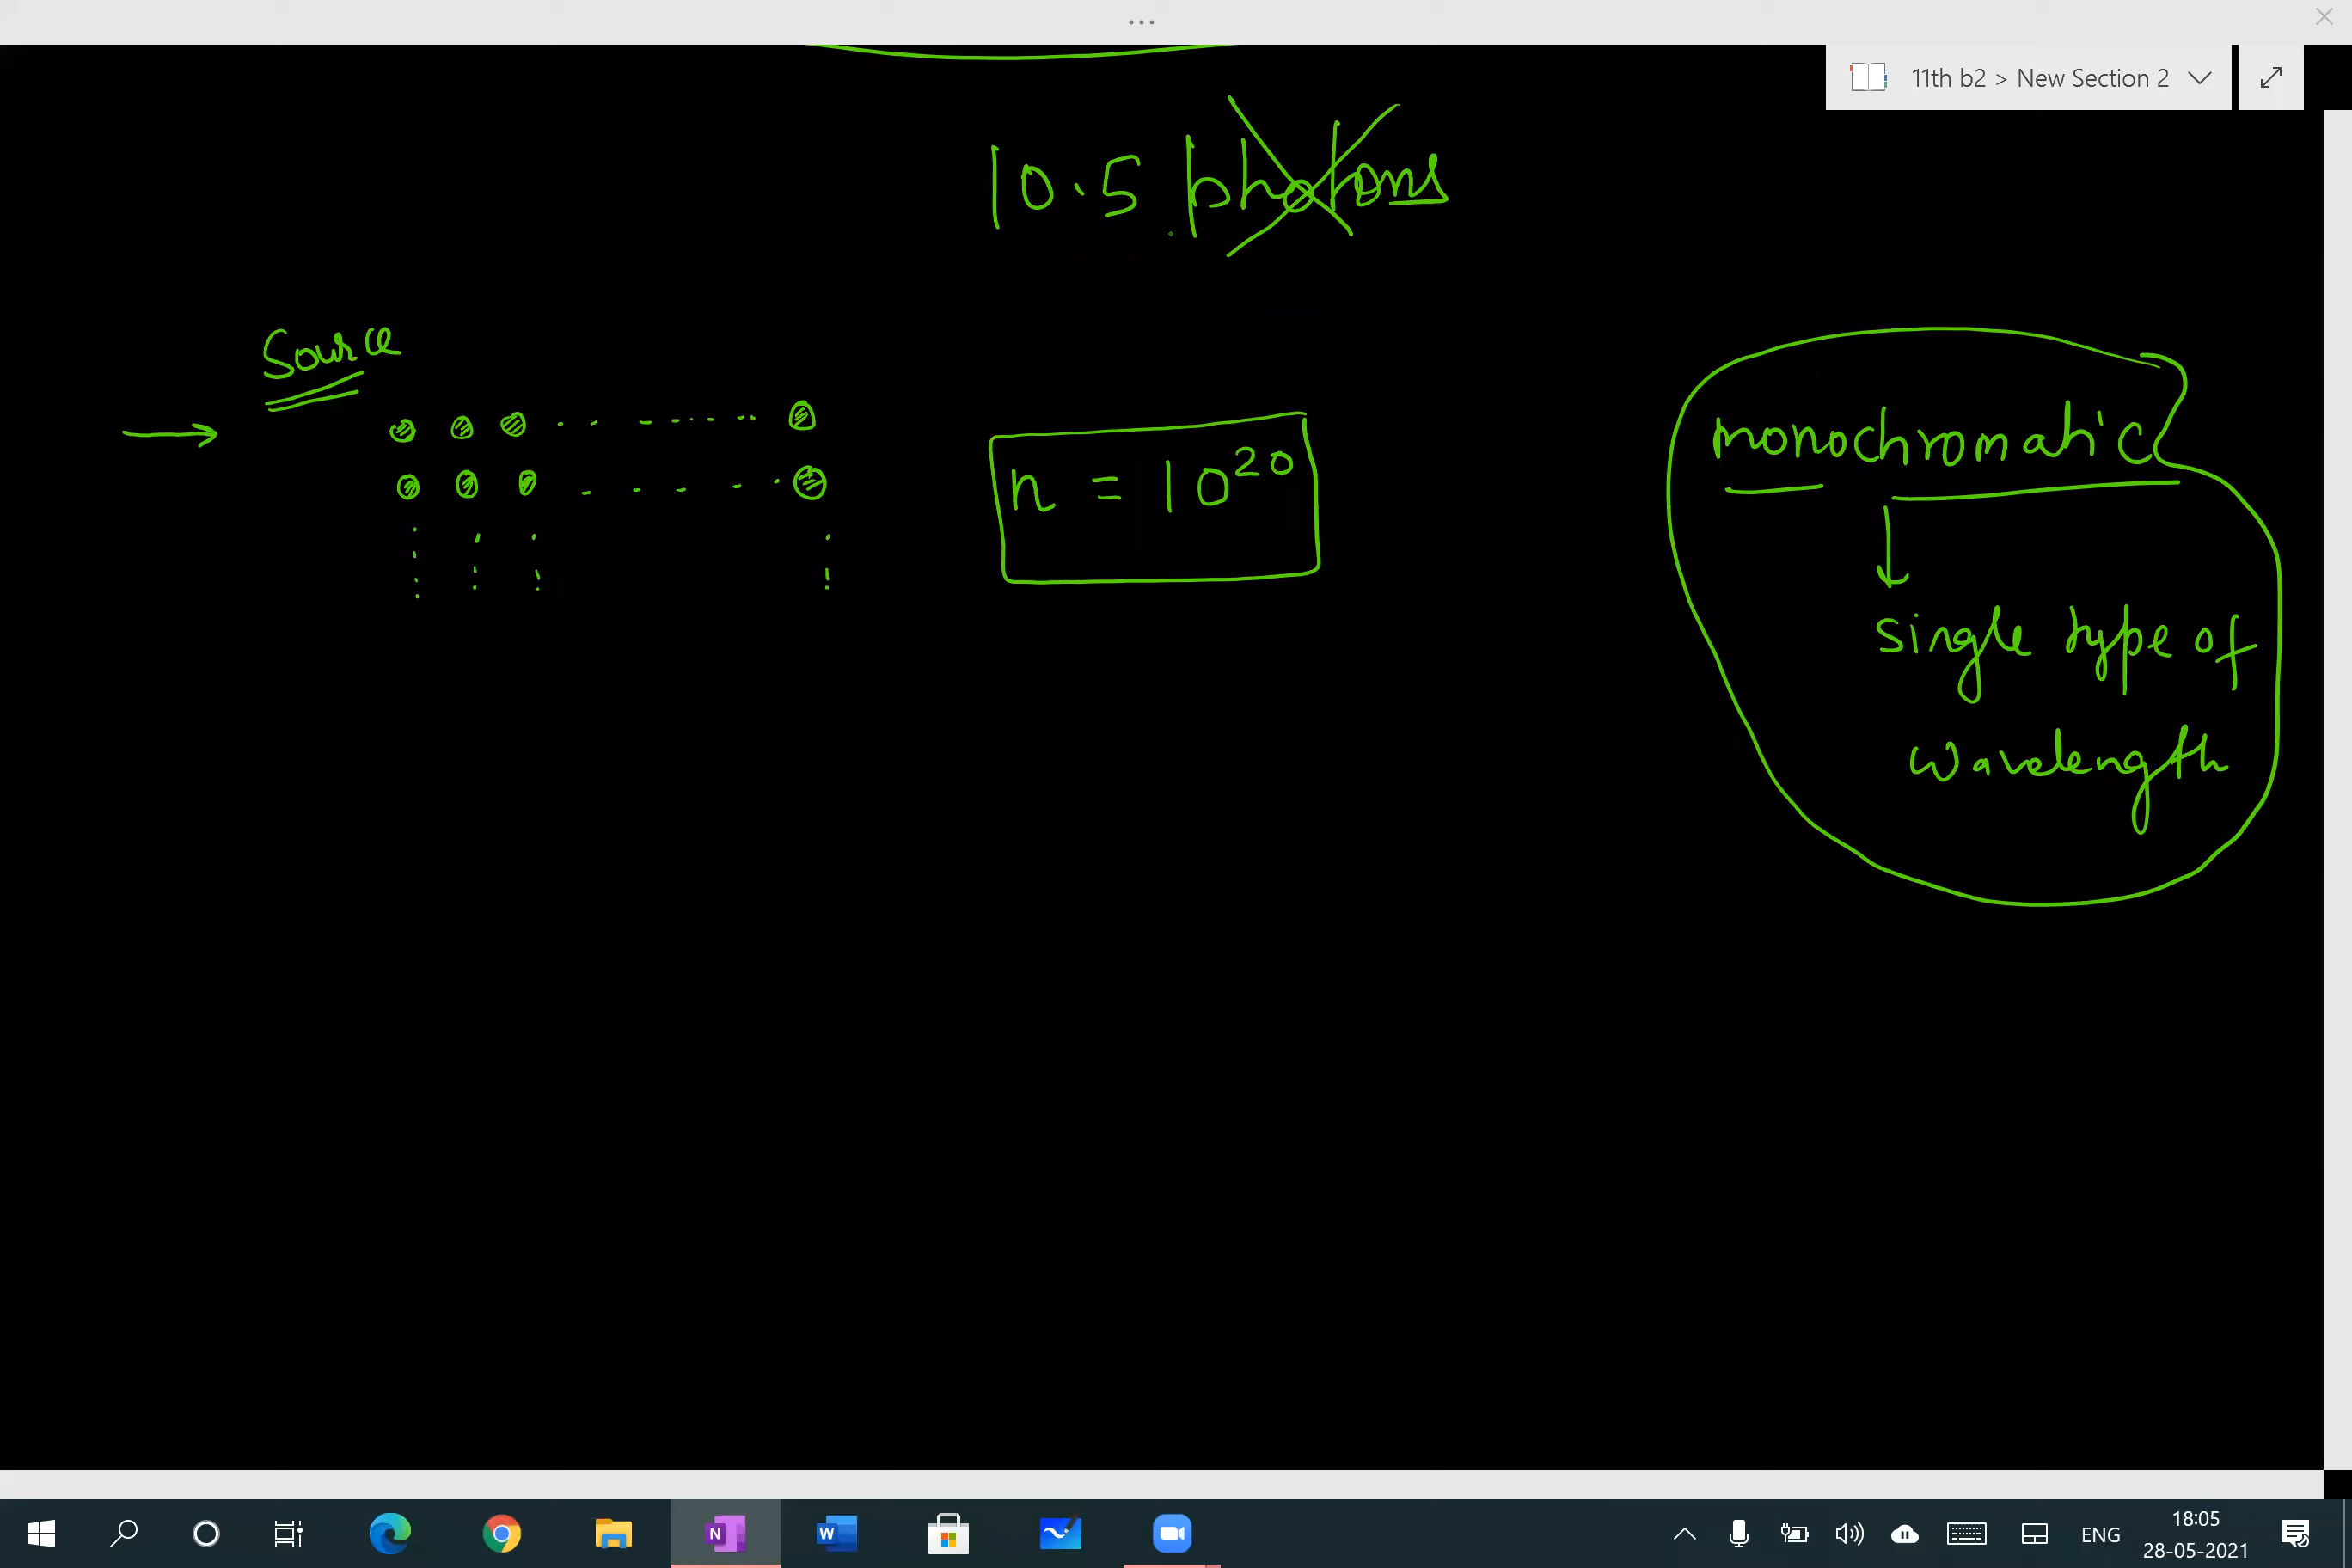 11th b2 > New Section 2
10.5 photons
Source
n = 10²⁰
monochromatic
single type of
wavelength
ENG
18:05
28-05-2021